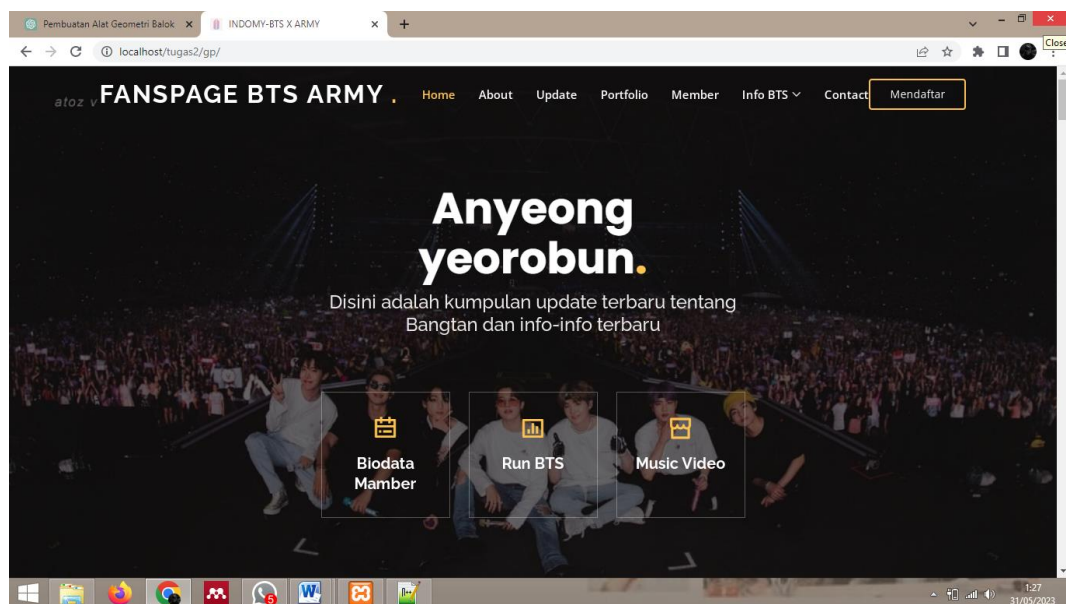 Pembuatan Alat Geometri Balok
INDOMY-BTS X ARMY
localhost/tugas2/gp/
Close
atoz v
FANSPAGE BTS ARMY .
Home About Update Portfolio Member Info BTS Contact Mendaftar
Anyeong
yeorobun.
Disini adalah kumpulan update terbaru tentang
Bangtan dan info-info terbaru
Biodata
Mamber
Run BTS
Music Video
5
1:27
31/05/2023